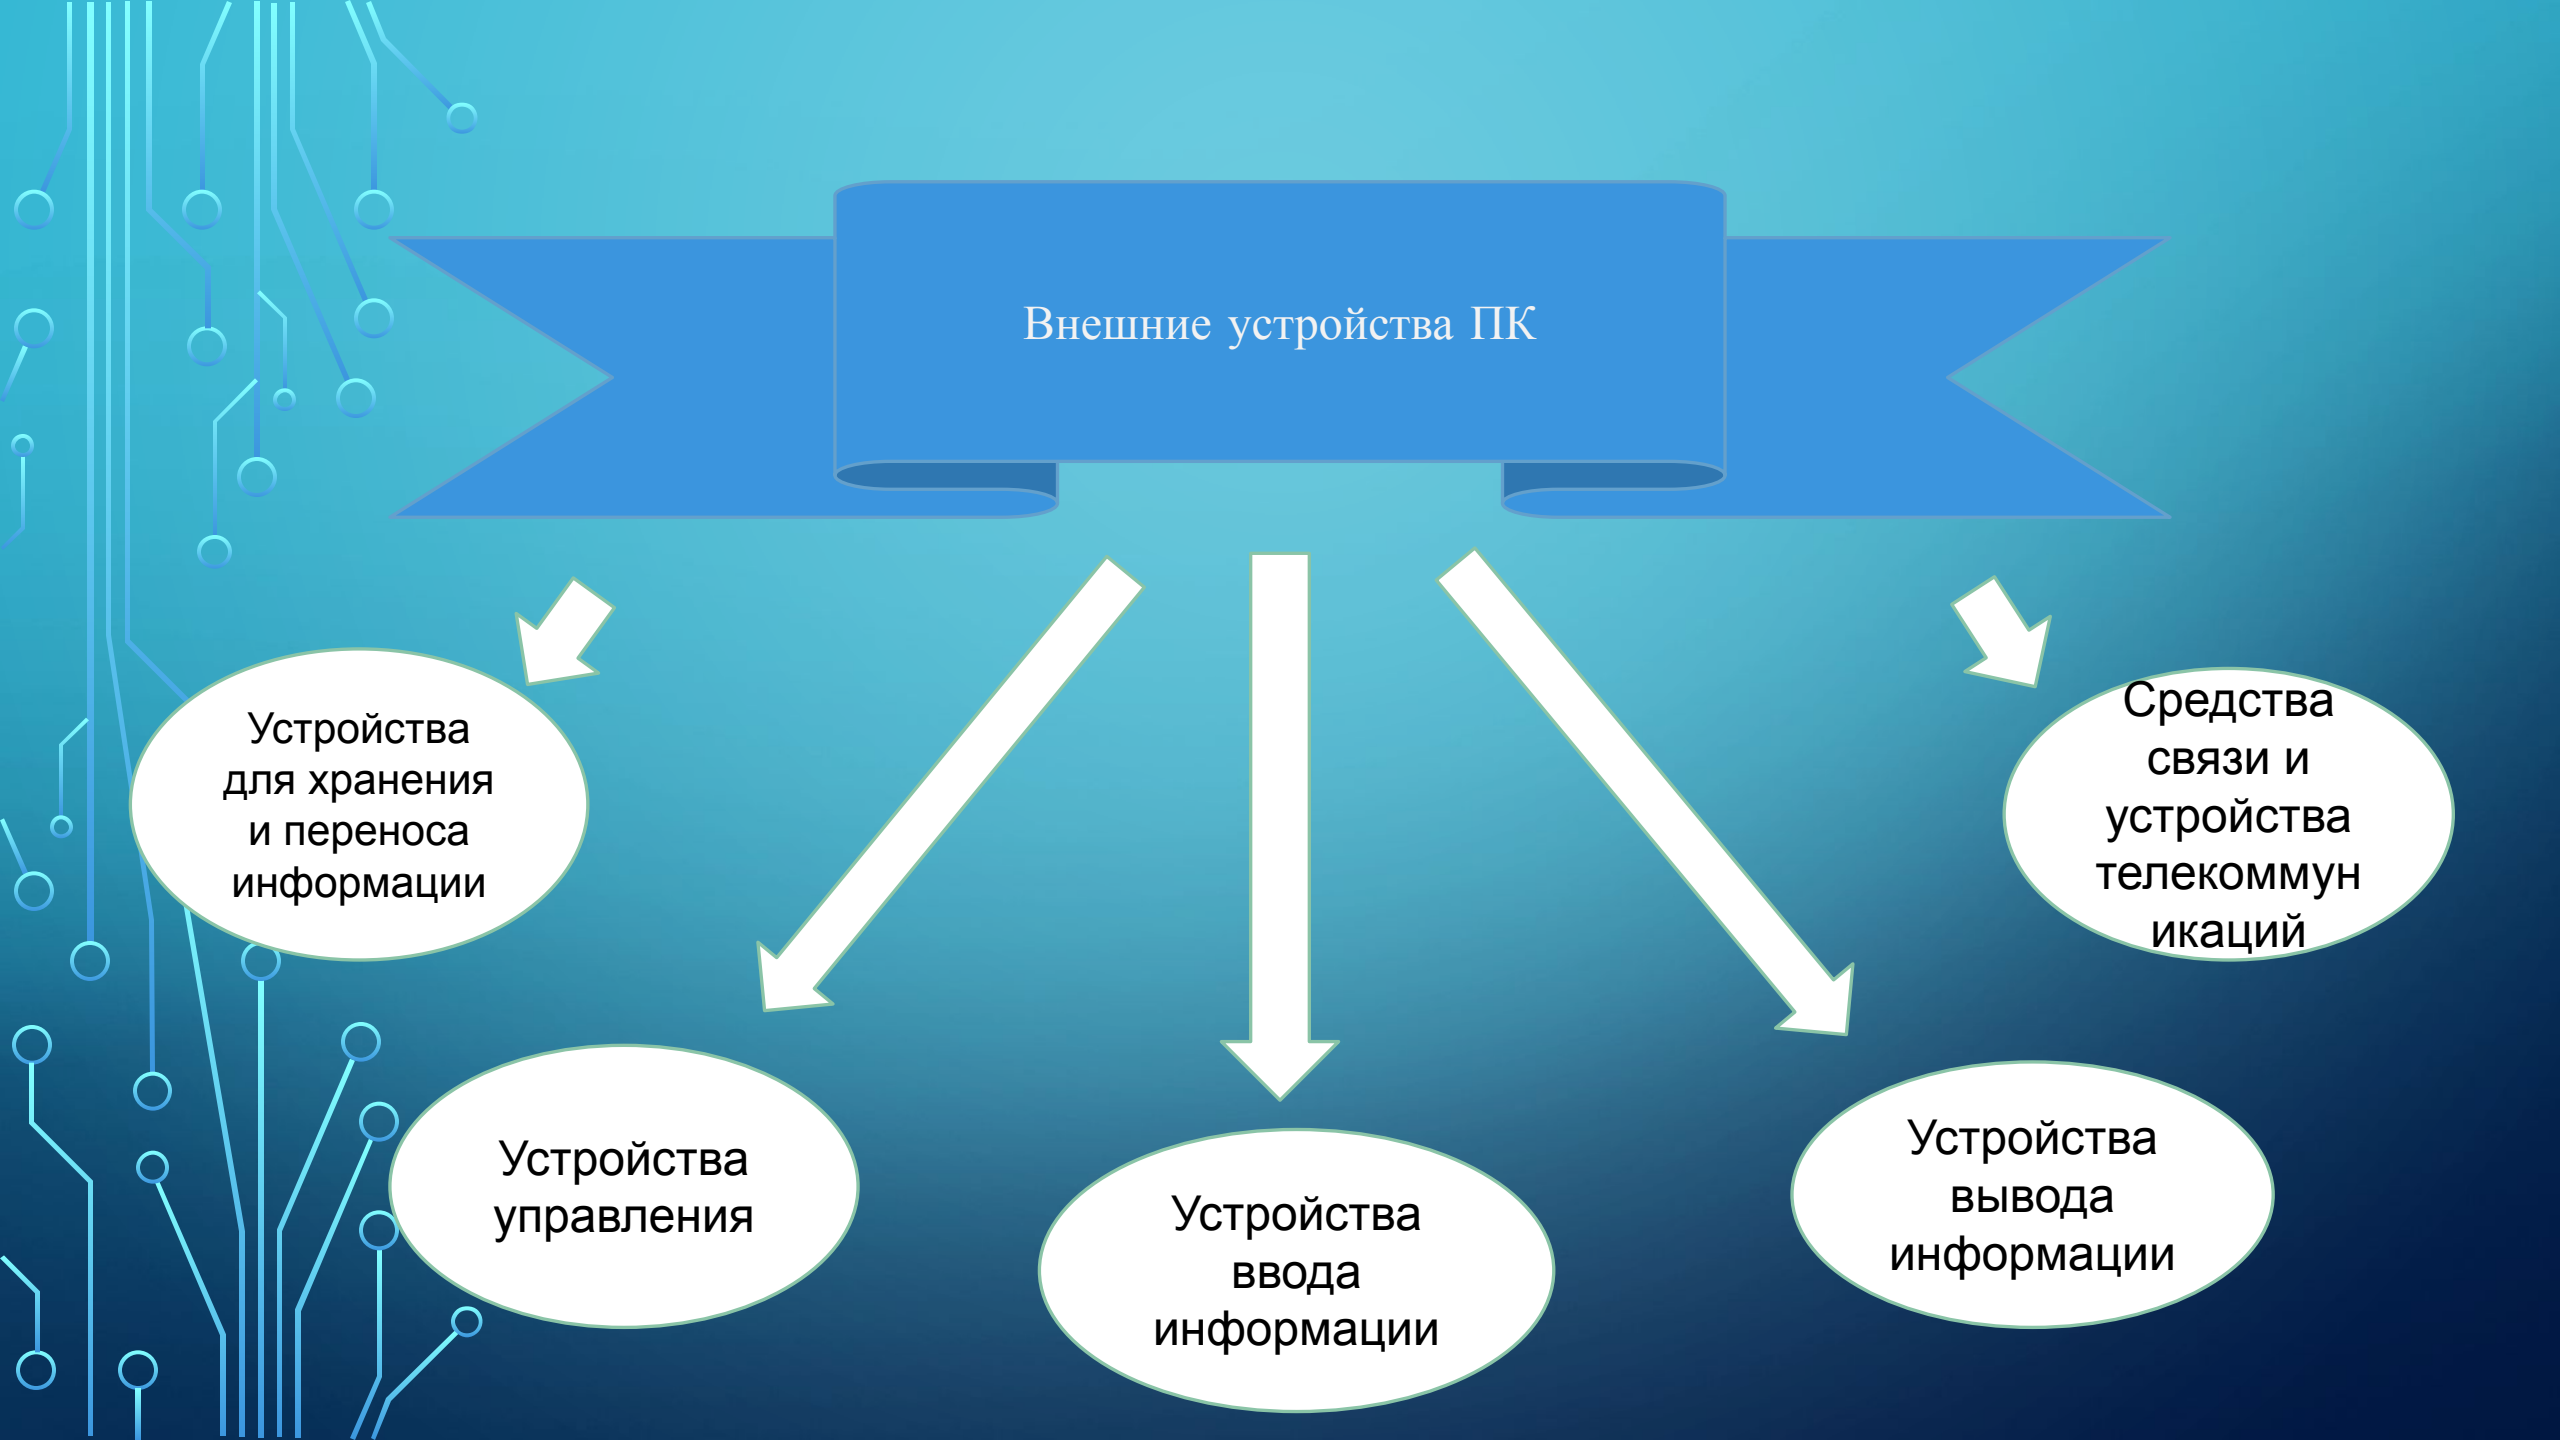 Внешние устройства ПК
Устройства
для хранения
и переноса
информации
Устройства
управления
Устройства
ввода
информации
Устройства
вывода
информации
Средства
связи и
устройства
телекоммун
икаций